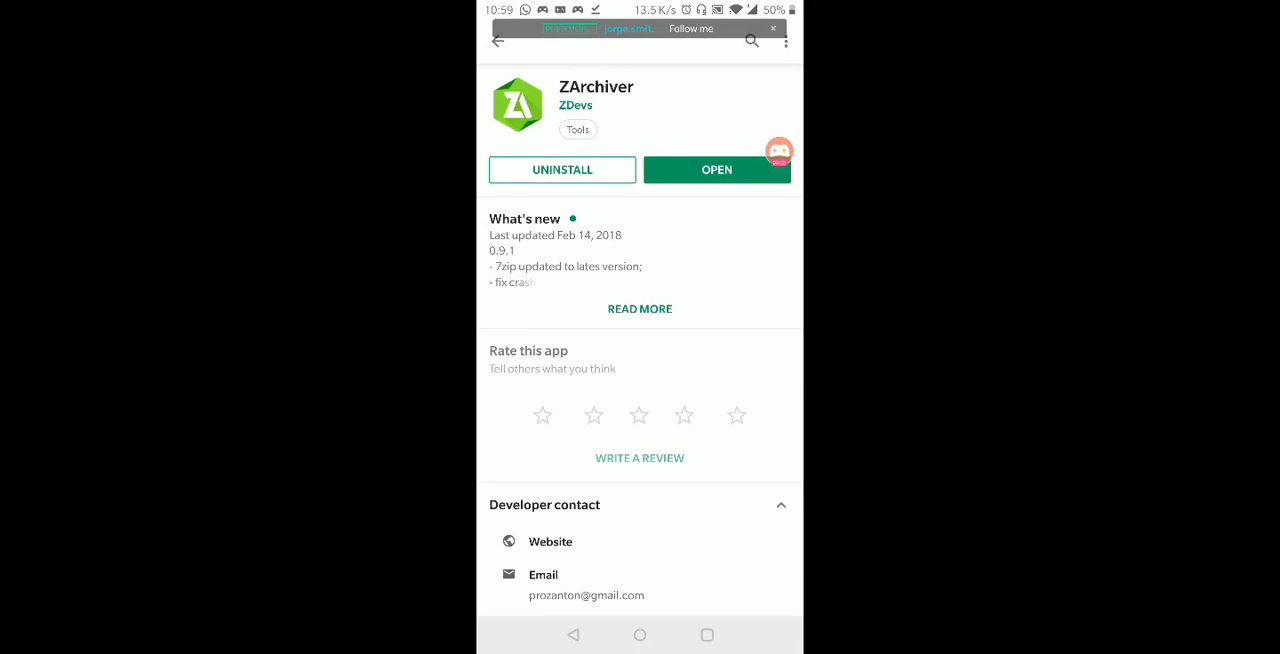 10:59 13.5 K/s 50%
Follow me ×
ZArchiver
ZDevs
Tools
UNINSTALL OPEN
What's new
Last updated Feb 14, 2018
0.9.1
- 7zip updated to lates version;
- fix crash
READ MORE
Rate this app
Tell others what you think
WRITE A REVIEW
Developer contact
Website
Email
prozanton@gmail.com